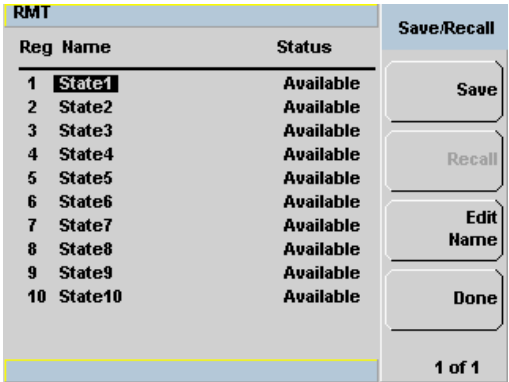 RMT
Save/Recall
Reg Name Status
1 State1 Available
2 State2 Available
3 State3 Available
4 State4 Available
5 State5 Available
6 State6 Available
7 State7 Available
8 State8 Available
9 State9 Available
10 State10 Available
Save
Recall
Edit
Name
Done
1 of 1